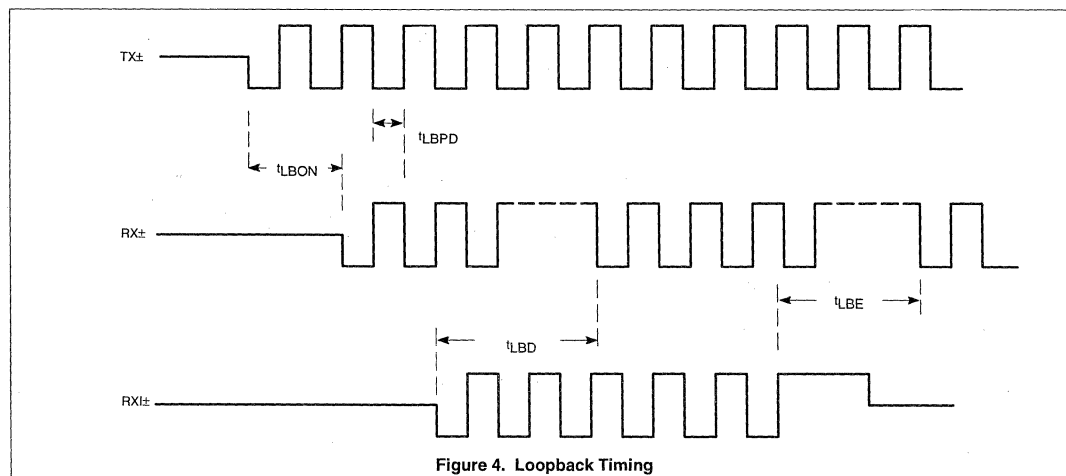 TX±
tLBPD
tLBON
RX±
tLBE
tLBD
RXI±
Figure 4. Loopback Timing